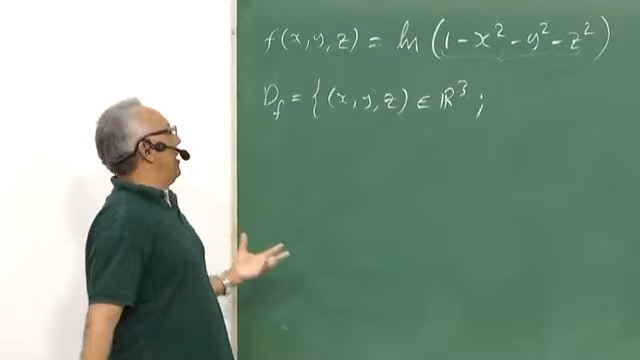 f(x,y,z) = ln (1-x²-y²-z²)
D_f = { (x,y,z) ∈ ℝ³ ;